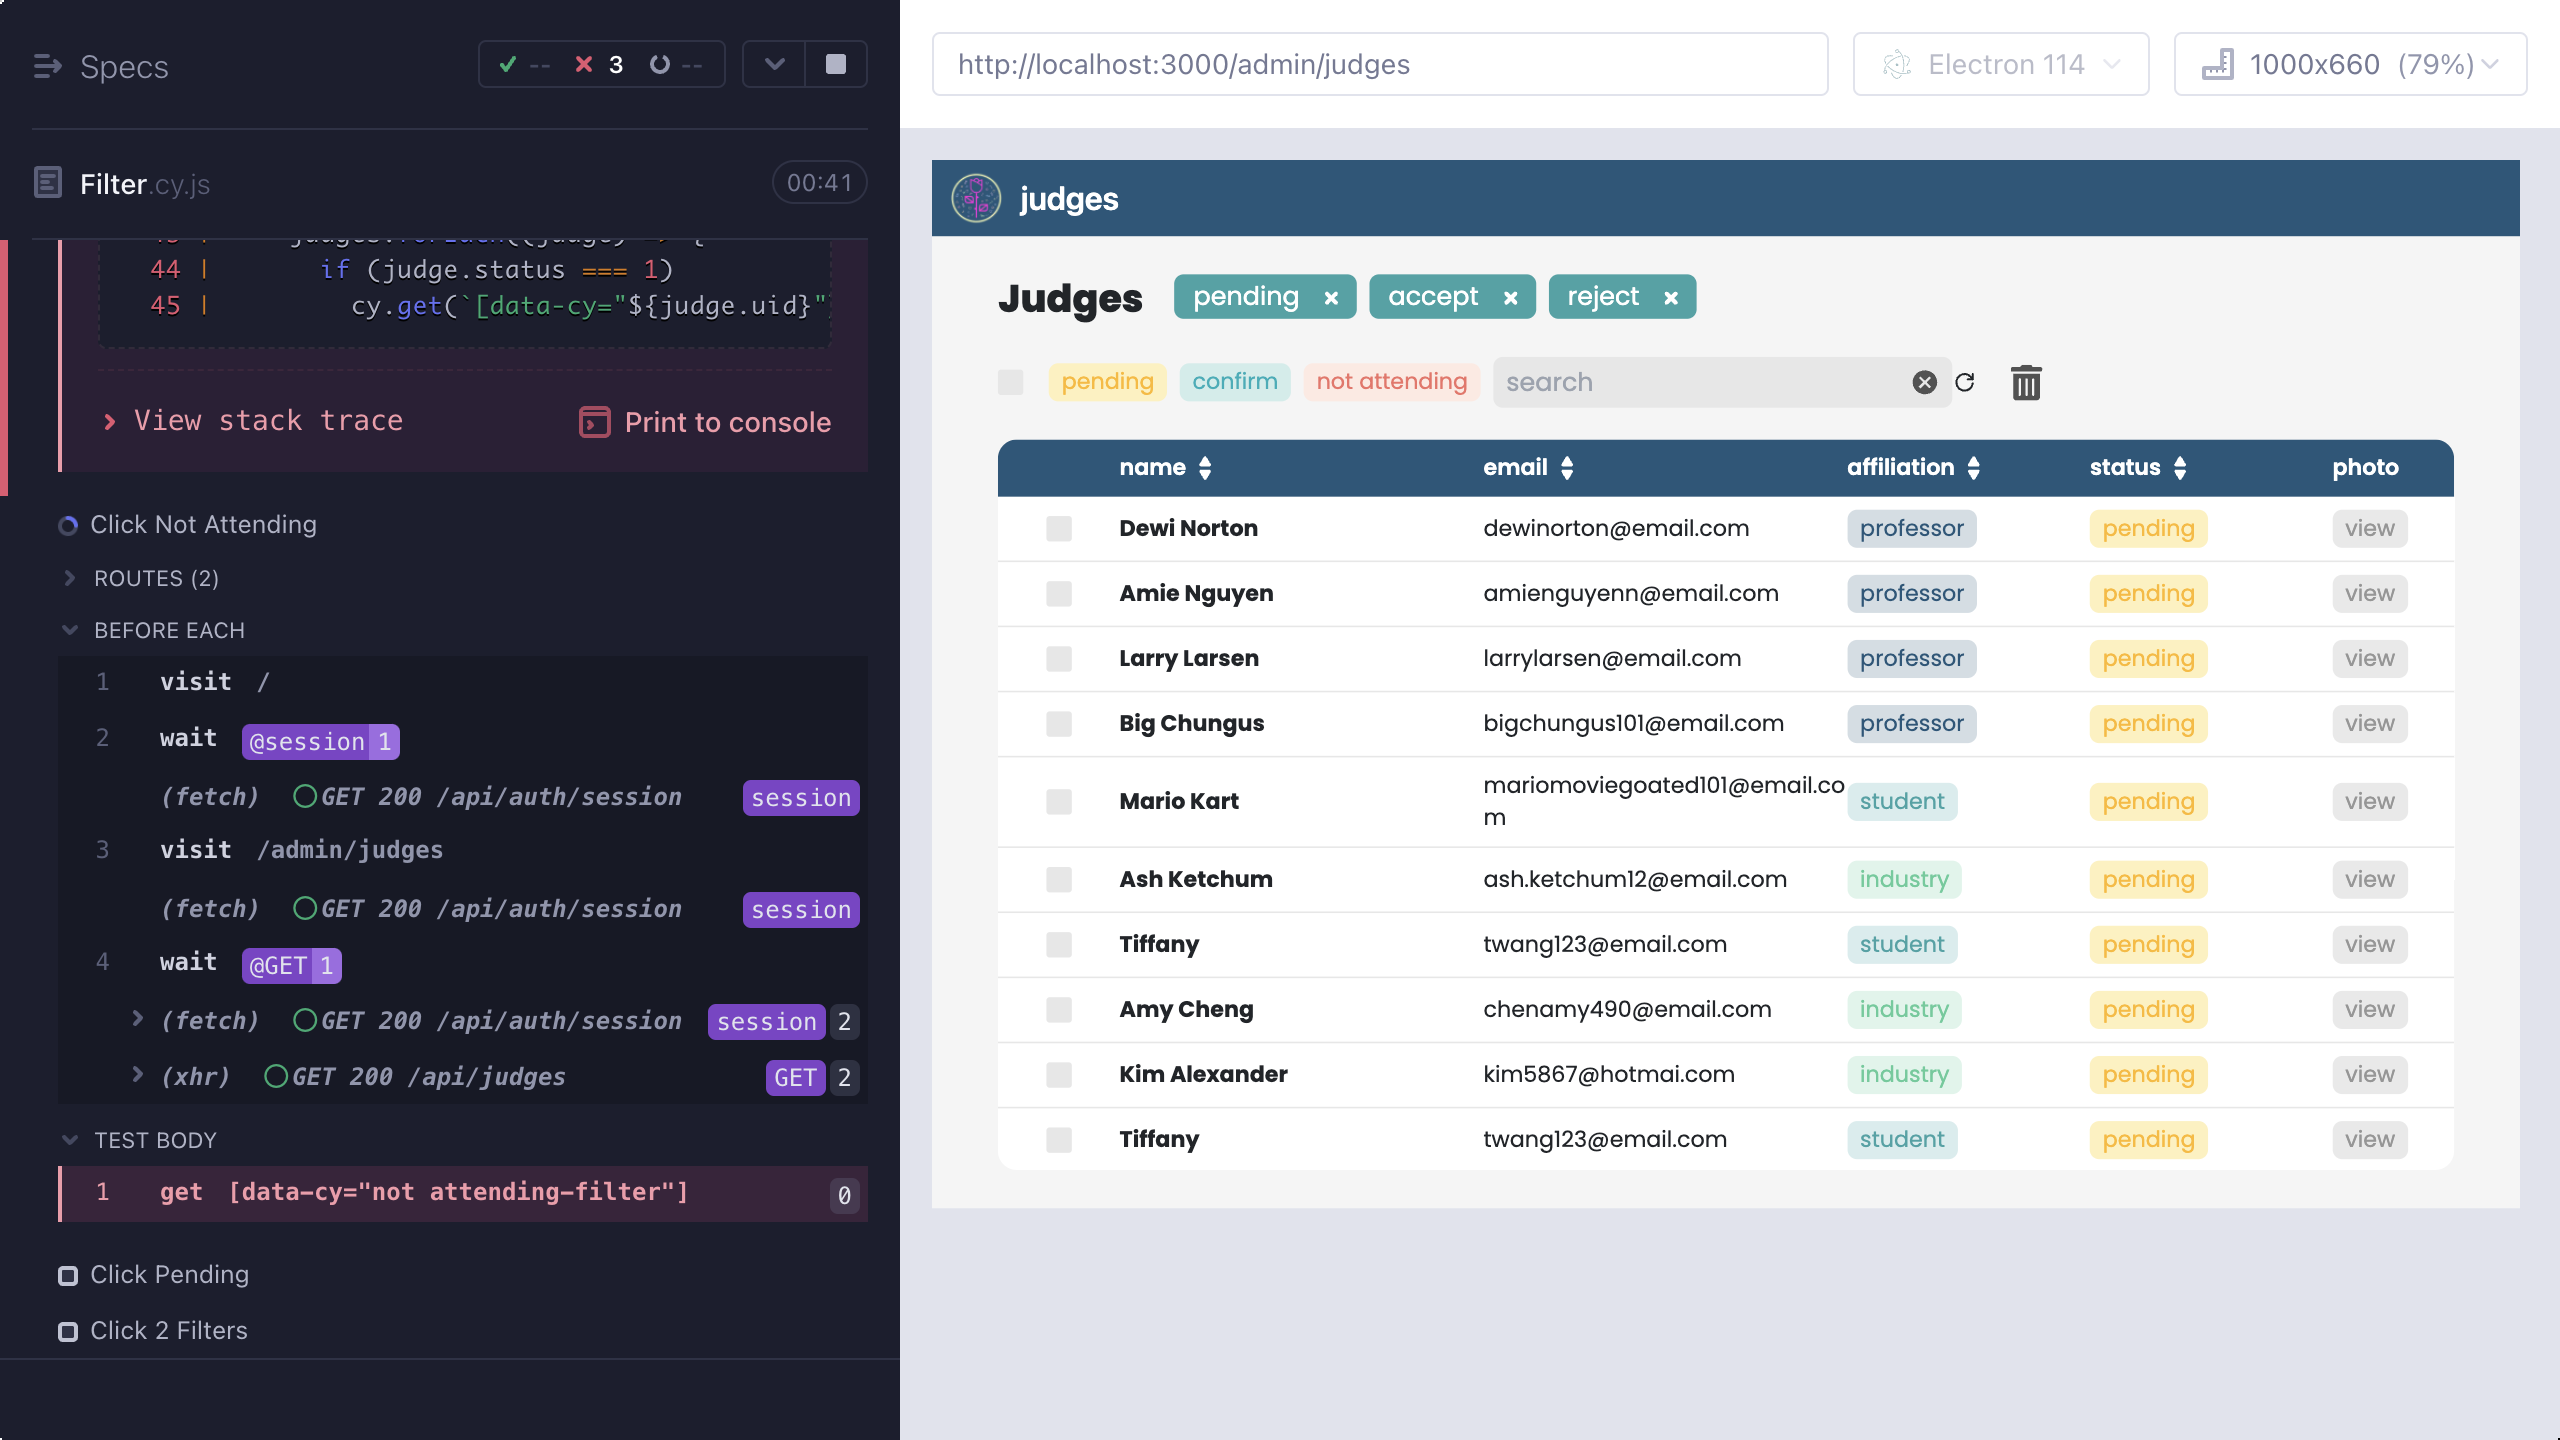 Specs
-- 3 --
Filter.cy.js 00:41
44 | if (judge.status === 1)
45 | cy.get(`[data-cy="${judge.uid}"]
View stack trace
Print to console
Click Not Attending
ROUTES (2)
BEFORE EACH
1 visit /
2 wait @session 1
(fetch) GET 200 /api/auth/session session
3 visit /admin/judges
(fetch) GET 200 /api/auth/session session
4 wait @GET 1
(fetch) GET 200 /api/auth/session session 2
(xhr) GET 200 /api/judges GET 2
TEST BODY
1 get [data-cy="not attending-filter"] 0
Click Pending
Click 2 Filters
http://localhost:3000/admin/judges
Electron 114
1000x660 (79%)
judges
Judges pending × accept × reject ×
pending confirm not attending search
name email affiliation status photo
Dewi Norton dewinorton@email.com professor pending view
Amie Nguyen amienguyenn@email.com professor pending view
Larry Larsen larrylarsen@email.com professor pending view
Big Chungus bigchungus101@email.com professor pending view
Mario Kart mariomoviegoated101@email.co
m student pending view
Ash Ketchum ash.ketchum12@email.com industry pending view
Tiffany twang123@email.com student pending view
Amy Cheng chenamy490@email.com industry pending view
Kim Alexander kim5867@hotmai.com industry pending view
Tiffany twang123@email.com student pending view